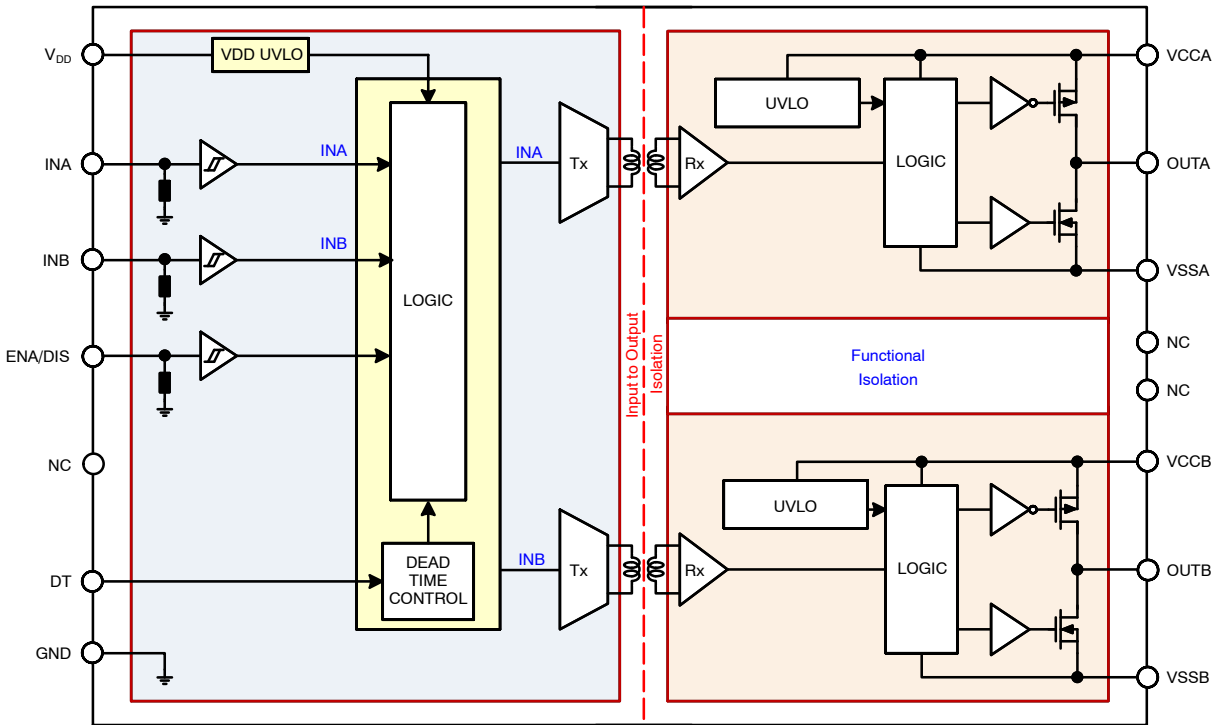 V_DD
VDD UVLO
INA
INA
INB
INB
LOGIC
ENA/DIS
NC
DT
DEAD
TIME
CONTROL
GND
INA
Tx
INB
Tx
Input to Output
Isolation
UVLO
LOGIC
Rx
VCCA
OUTA
VSSA
Functional
Isolation
NC
NC
UVLO
LOGIC
Rx
VCCB
OUTB
VSSB